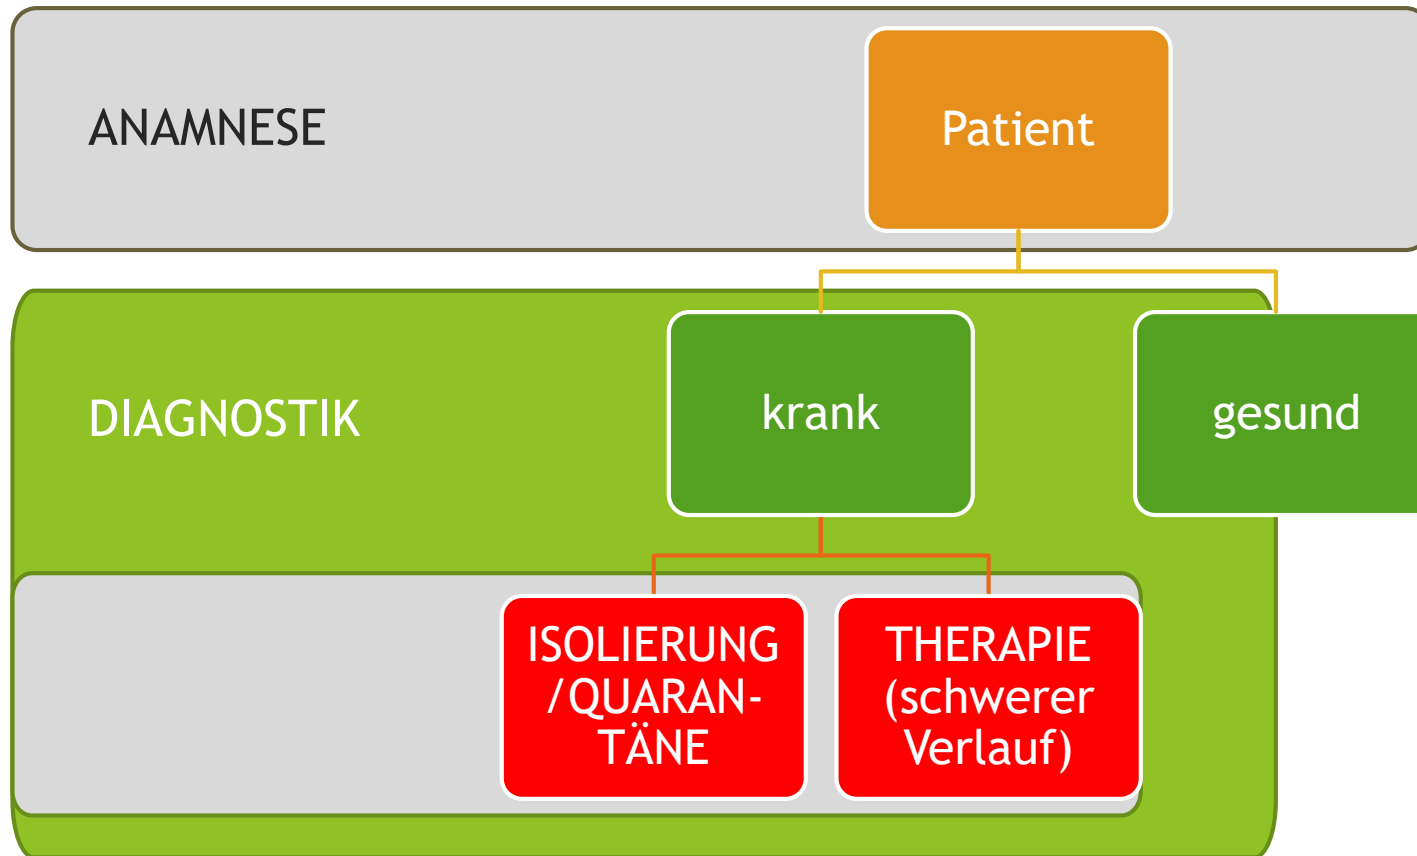 ANAMNESE
Patient
DIAGNOSTIK
krank
gesund
ISOLIERUNG
/QUARAN-
TÄNE
THERAPIE
(schwerer
Verlauf)